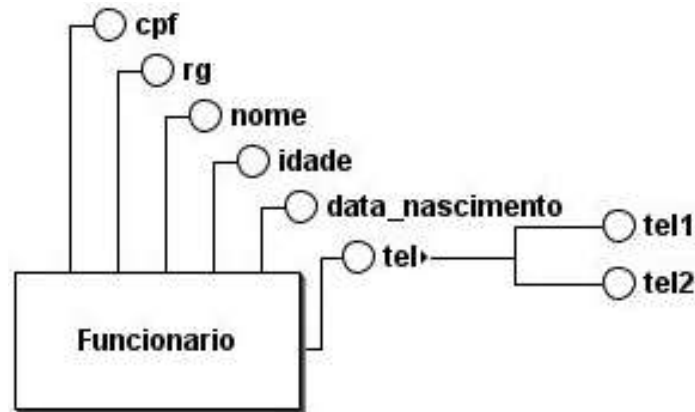 cpf
rg
nome
idade
data_nascimento
tel
tel1
tel2
Funcionario